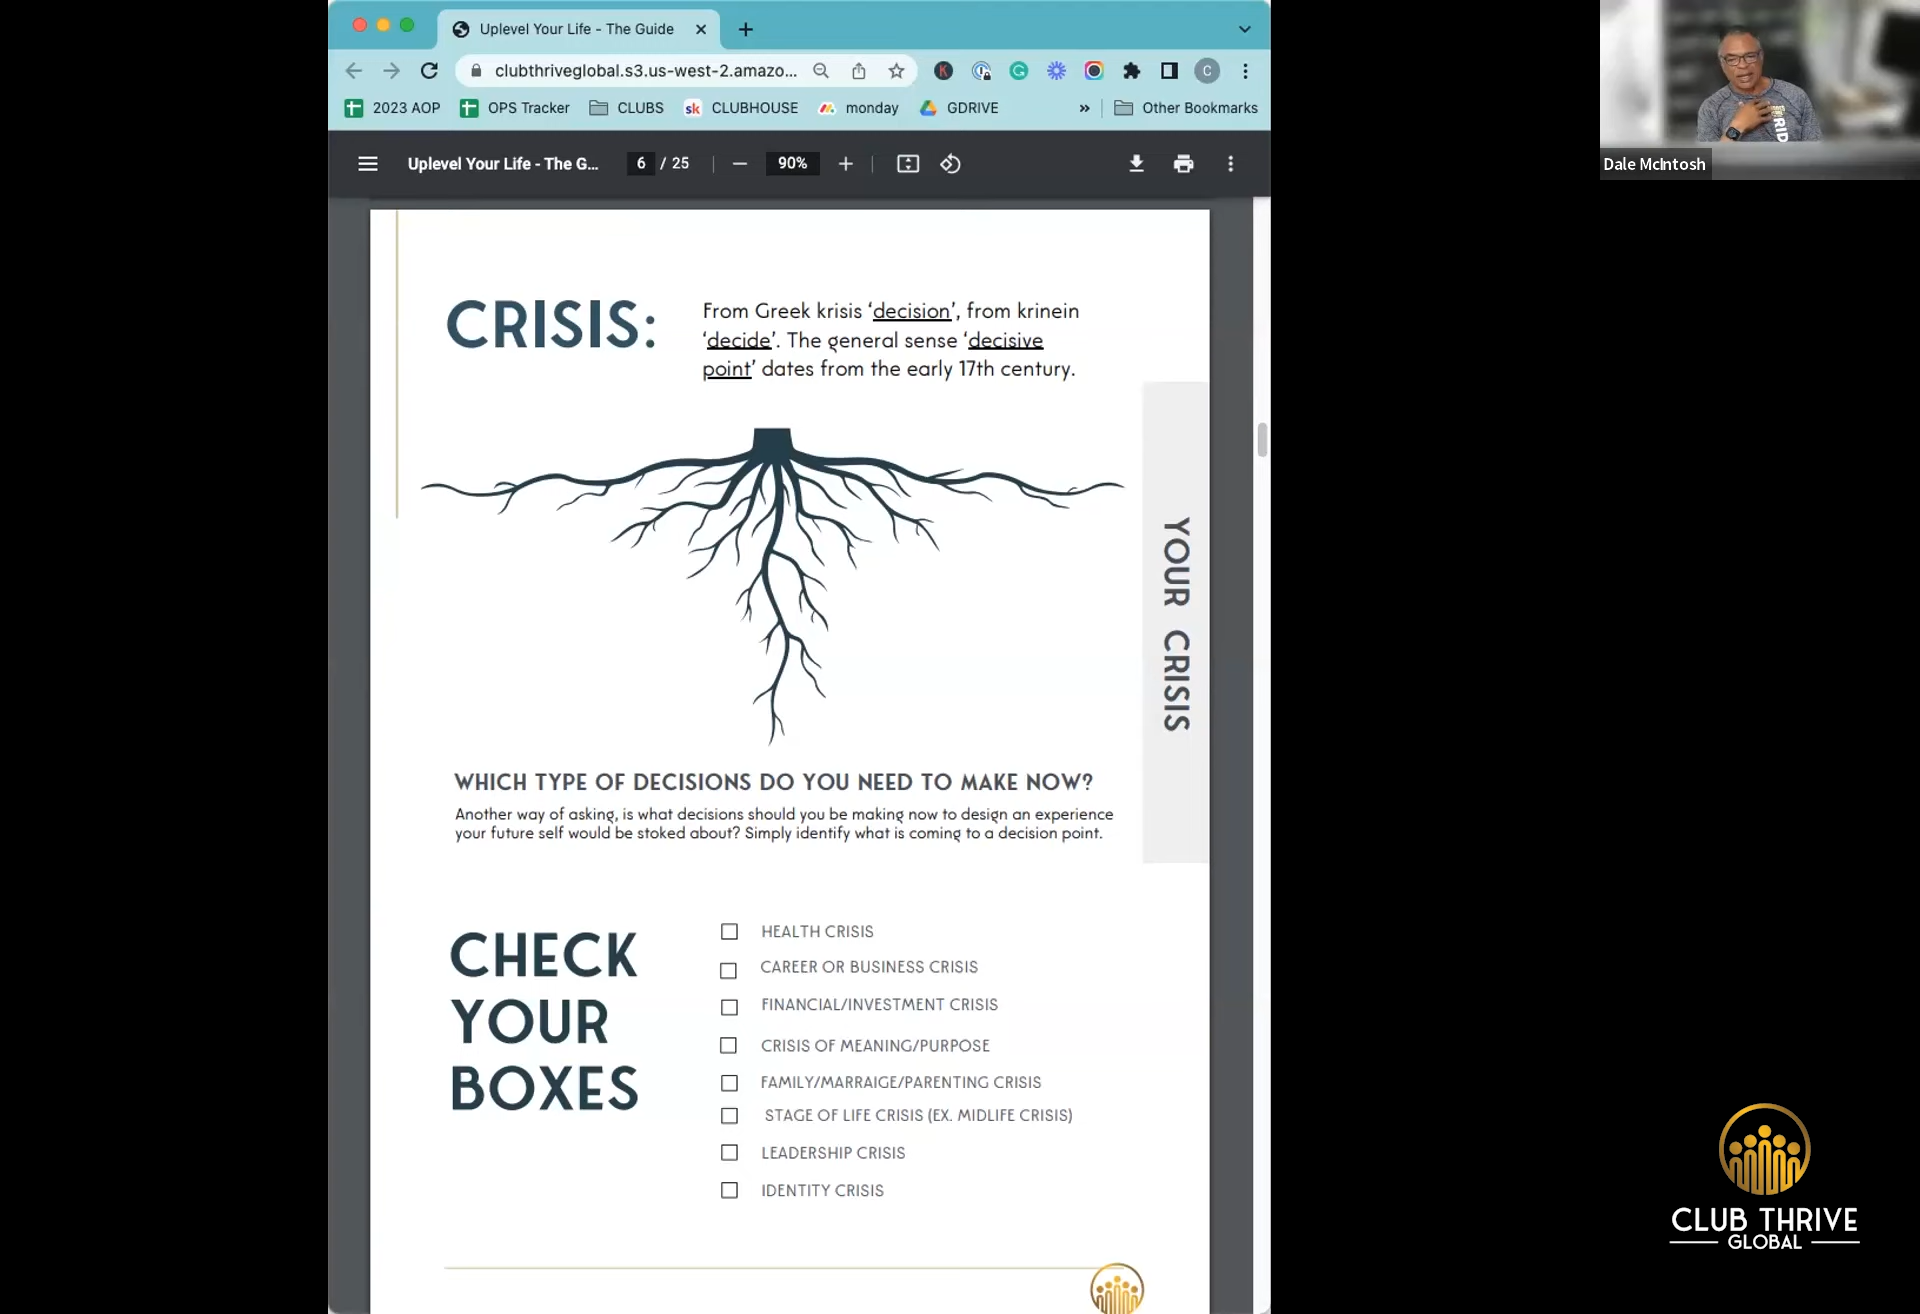 Uplevel Your Life - The Guide
clubthriveglobal.s3.us-west-2.amazo...
C
2023 AOP
OPS Tracker
CLUBS
sk CLUBHOUSE
monday
GDRIVE
»
Other Bookmarks
Uplevel Your Life - The G...
6 / 25
90%
Dale McIntosh
CRISIS:
From Greek krisis ‘decision’, from krinein
‘decide’. The general sense ‘decisive
point’ dates from the early 17th century.
YOUR CRISIS
WHICH TYPE OF DECISIONS DO YOU NEED TO MAKE NOW?
Another way of asking, is what decisions should you be making now to design an experience
your future self would be stoked about? Simply identify what is coming to a decision point.
CHECK
YOUR
BOXES
HEALTH CRISIS
CAREER OR BUSINESS CRISIS
FINANCIAL/INVESTMENT CRISIS
CRISIS OF MEANING/PURPOSE
FAMILY/MARRAIGE/PARENTING CRISIS
STAGE OF LIFE CRISIS (EX. MIDLIFE CRISIS)
LEADERSHIP CRISIS
IDENTITY CRISIS
CLUB THRIVE
GLOBAL